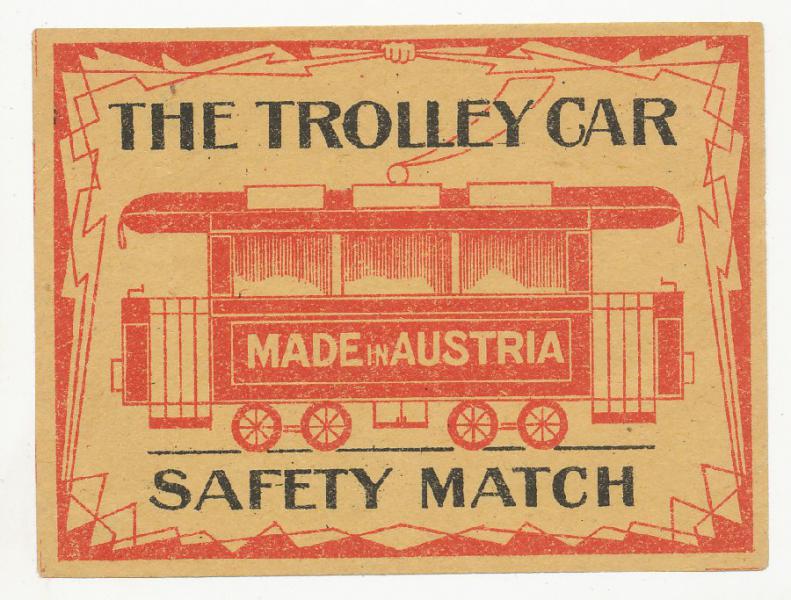 THE TROLLEY CAR
MADE IN AUSTRIA
SAFETY MATCH